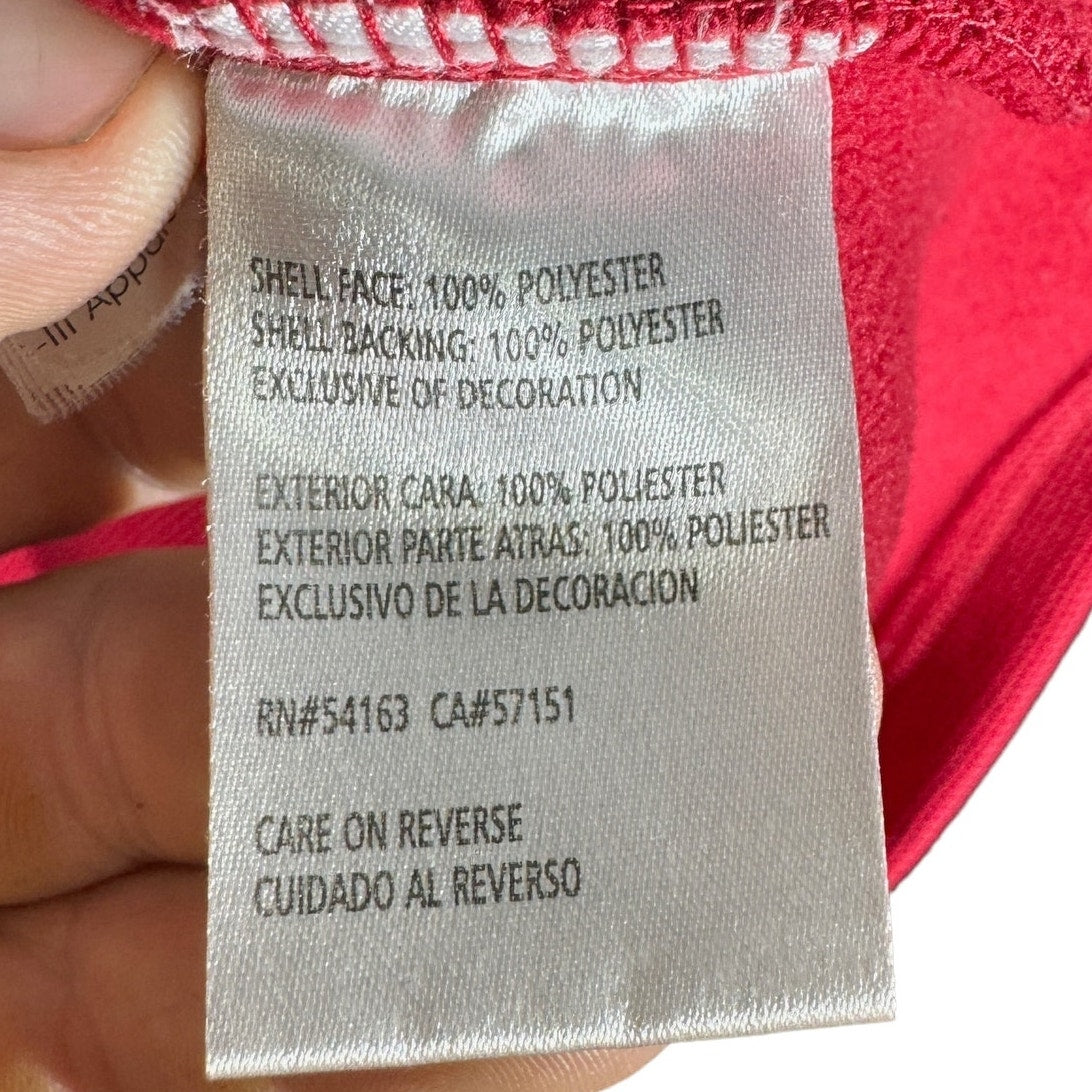 SHELL FACE: 100% POLYESTER
SHELL BACKING: 100% POLYESTER
EXCLUSIVE OF DECORATION
EXTERIOR CARA: 100% POLIESTER
EXTERIOR PARTE ATRAS: 100% POLIESTER
EXCLUSIVO DE LA DECORACION
RN#54163 CA#57151
CARE ON REVERSE
CUIDADO AL REVERSO
-III